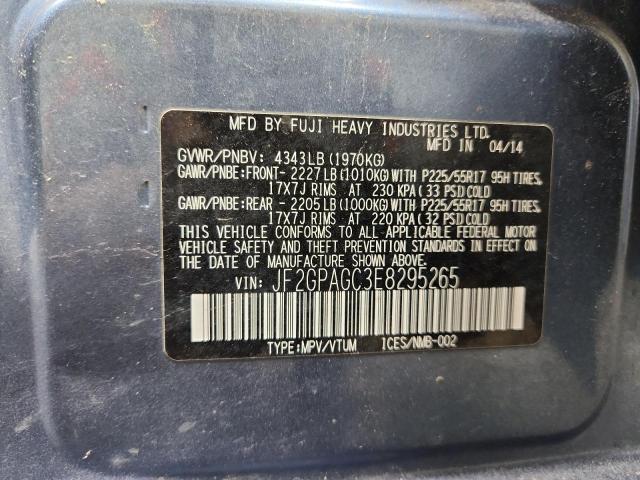 MFD BY FUJI HEAVY INDUSTRIES LTD.
MFD IN 04/14
GVWR/PNBV: 4343LB(1970KG)
GAWR/PNBE:FRONT- 2227LB(1010KG)WITH P225/55R17 95H TIRES.
17X7J RIMS AT 230 KPA(33 PSI)COLD
GAWR/PNBE:REAR - 2205LB(1000KG)WITH P225/55R17 95H TIRES.
17X7J RIMS AT 220 KPA(32 PSI)COLD
THIS VEHICLE CONFORMS TO ALL APPLICABLE FEDERAL MOTOR
VEHICLE SAFETY AND THEFT PREVENTION STANDARDS IN EFFECT ON
THE DATE OF MANUFACTURE SHOWN ABOVE.
VIN: JF2GPAGC3E8295265
TYPE:MPV/VTUM 1CES/NMB-002